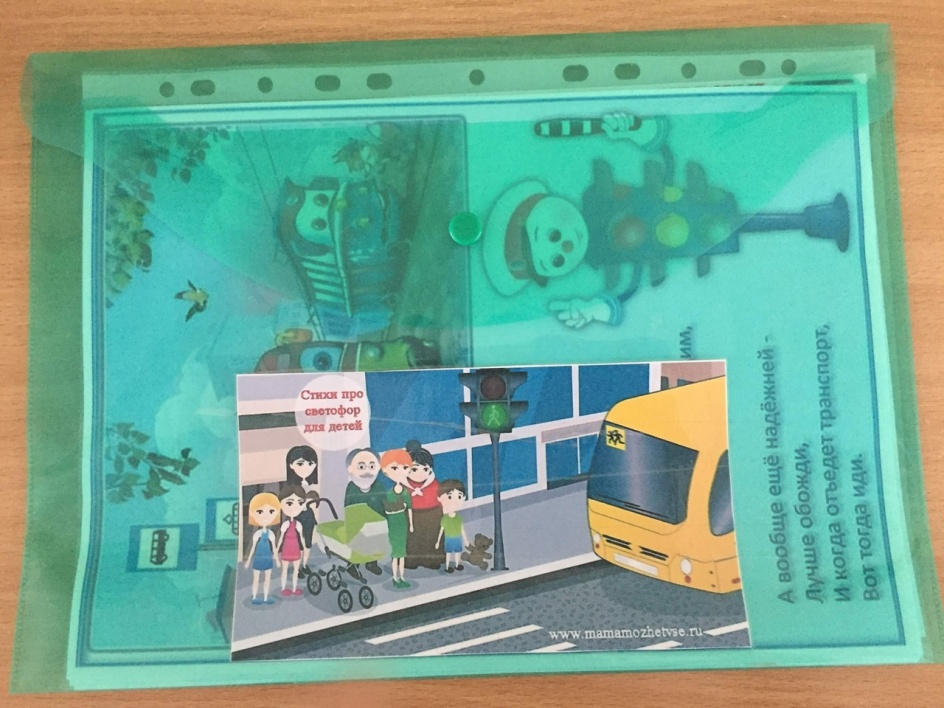 Стихи про
светофор
для детей
www.mamamozhetvse.ru
им,
А вообще ещё надёжней -
Лучше обожди,
И когда отъедет транспорт,
Вот тогда иди.